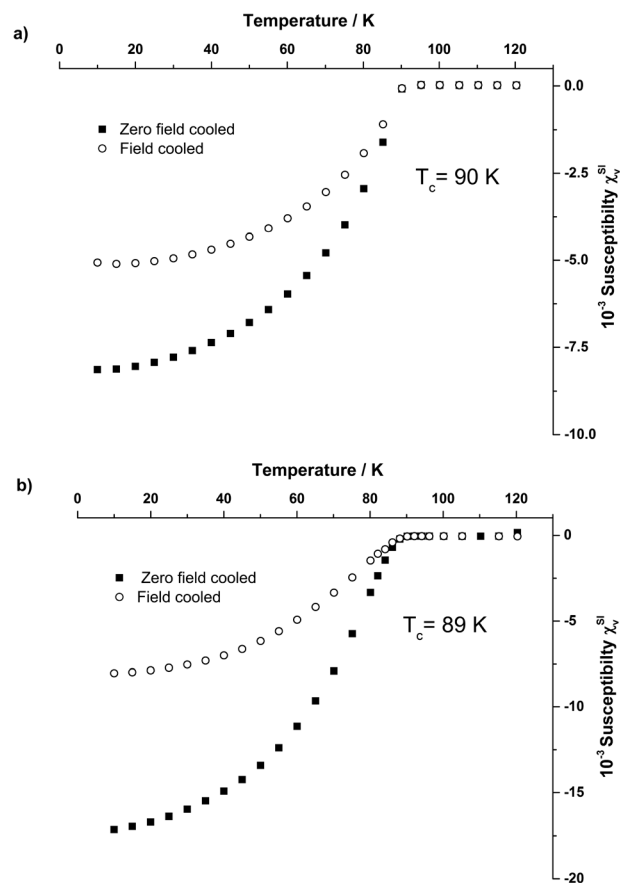 Temperature / K
a)
0 20 40 60 80 100 120
0.0
Zero field cooled
Field cooled
T_c= 90 K
-2.5
-5.0
-7.5
-10.0
10⁻³ Susceptibilty χ_v^SI
Temperature / K
b)
0 20 40 60 80 100 120
0
Zero field cooled
Field cooled
T_c= 89 K
-5
-10
-15
-20
10⁻³ Susceptibilty χ_v^SI